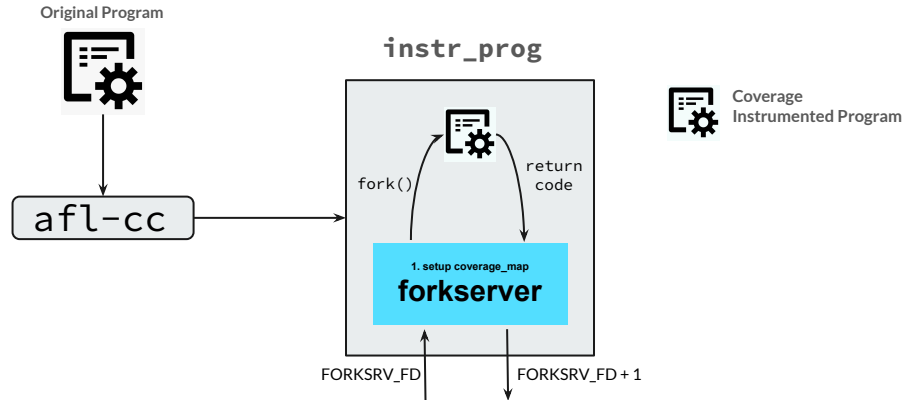 Original Program
instr_prog
Coverage
Instrumented Program
fork()
return
code
afl-cc
1. setup coverage_map
forkserver
FORKSRV_FD
FORKSRV_FD + 1